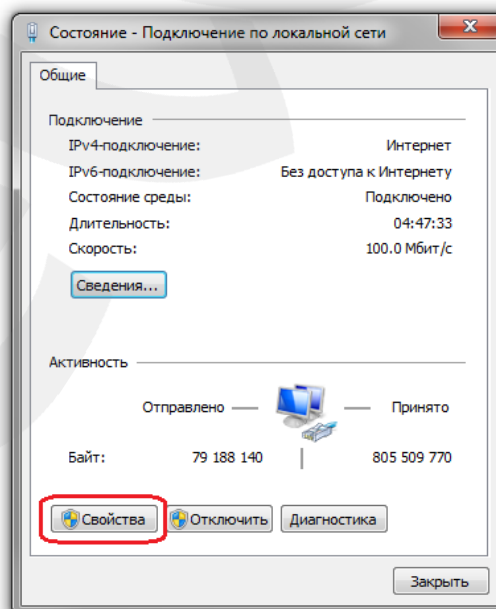 Состояние - Подключение по локальной сети
Общие
Подключение
IPv4-подключение: Интернет
IPv6-подключение: Без доступа к Интернету
Состояние среды: Подключено
Длительность: 04:47:33
Скорость: 100.0 Мбит/с
Сведения...
Активность
Отправлено — — Принято
Байт: 79 188 140 | 805 509 770
Свойства Отключить Диагностика
Закрыть